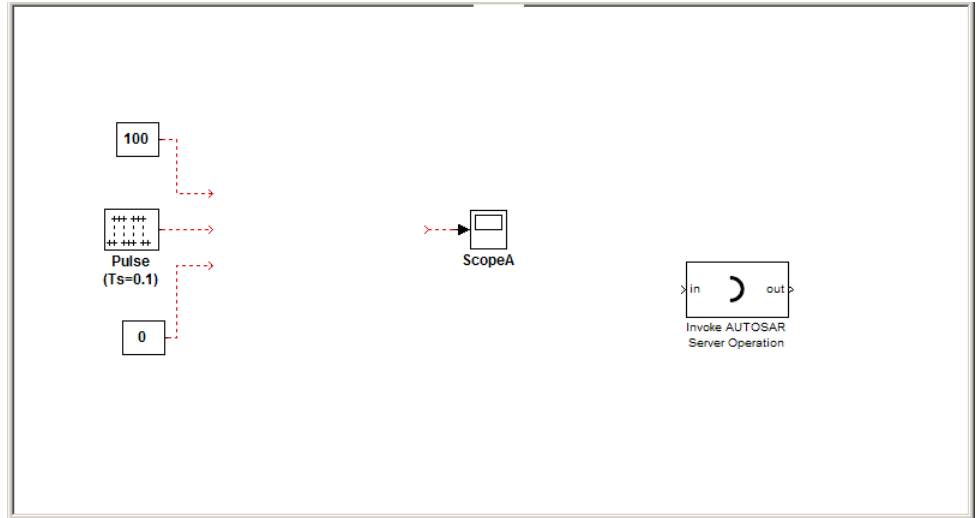 100
Pulse
(Ts=0.1)
ScopeA
in
out
Invoke AUTOSAR
Server Operation
0